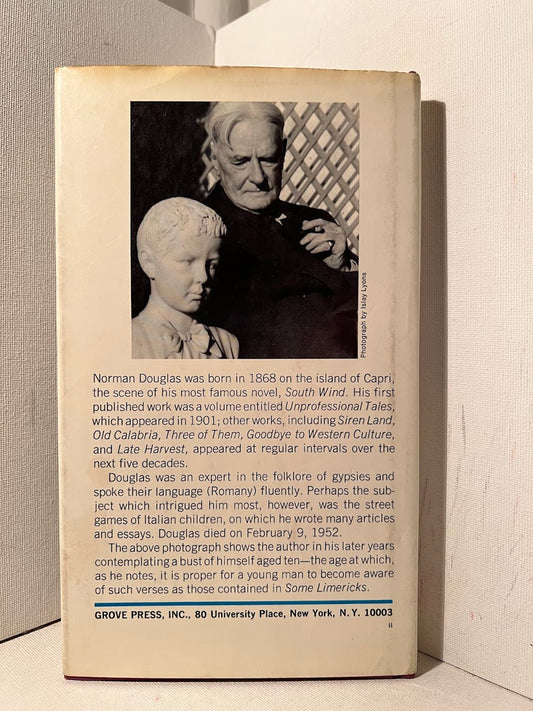 Photograph by Islay Lyons
Norman Douglas was born in 1868 on the island of Capri,
the scene of his most famous novel, South Wind. His first
published work was a volume entitled Unprofessional Tales,
which appeared in 1901; other works, including Siren Land,
Old Calabria, Three of Them, Goodbye to Western Culture,
and Late Harvest, appeared at regular intervals over the
next five decades.
Douglas was an expert in the folklore of gypsies and
spoke their language (Romany) fluently. Perhaps the sub-
ject which intrigued him most, however, was the street
games of Italian children, on which he wrote many articles
and essays. Douglas died on February 9, 1952.
The above photograph shows the author in his later years
contemplating a bust of himself aged ten—the age at which,
as he notes, it is proper for a young man to become aware
of such verses as those contained in Some Limericks.
GROVE PRESS, INC., 80 University Place, New York, N.Y. 10003